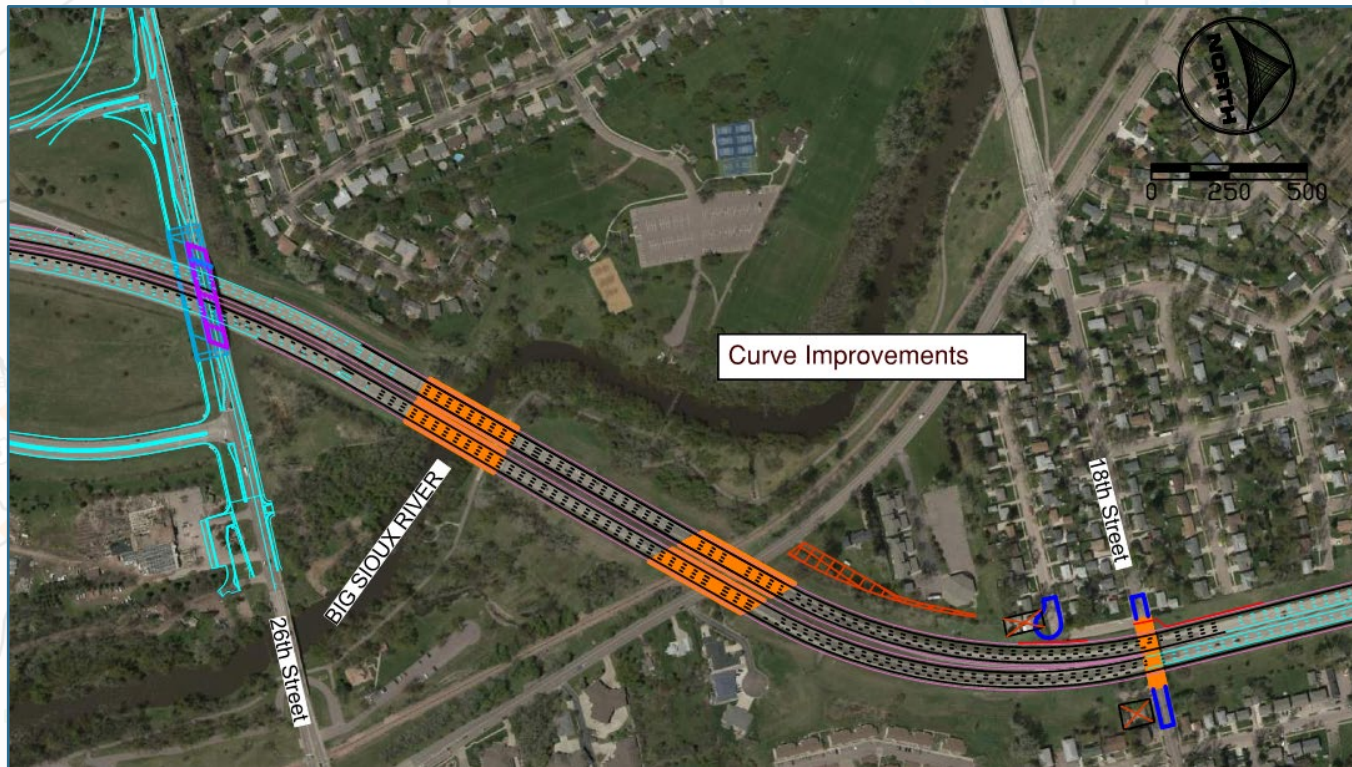 NORTH
0 250 500
Curve Improvements
18th Street
BIG SIOUX RIVER
26th Street